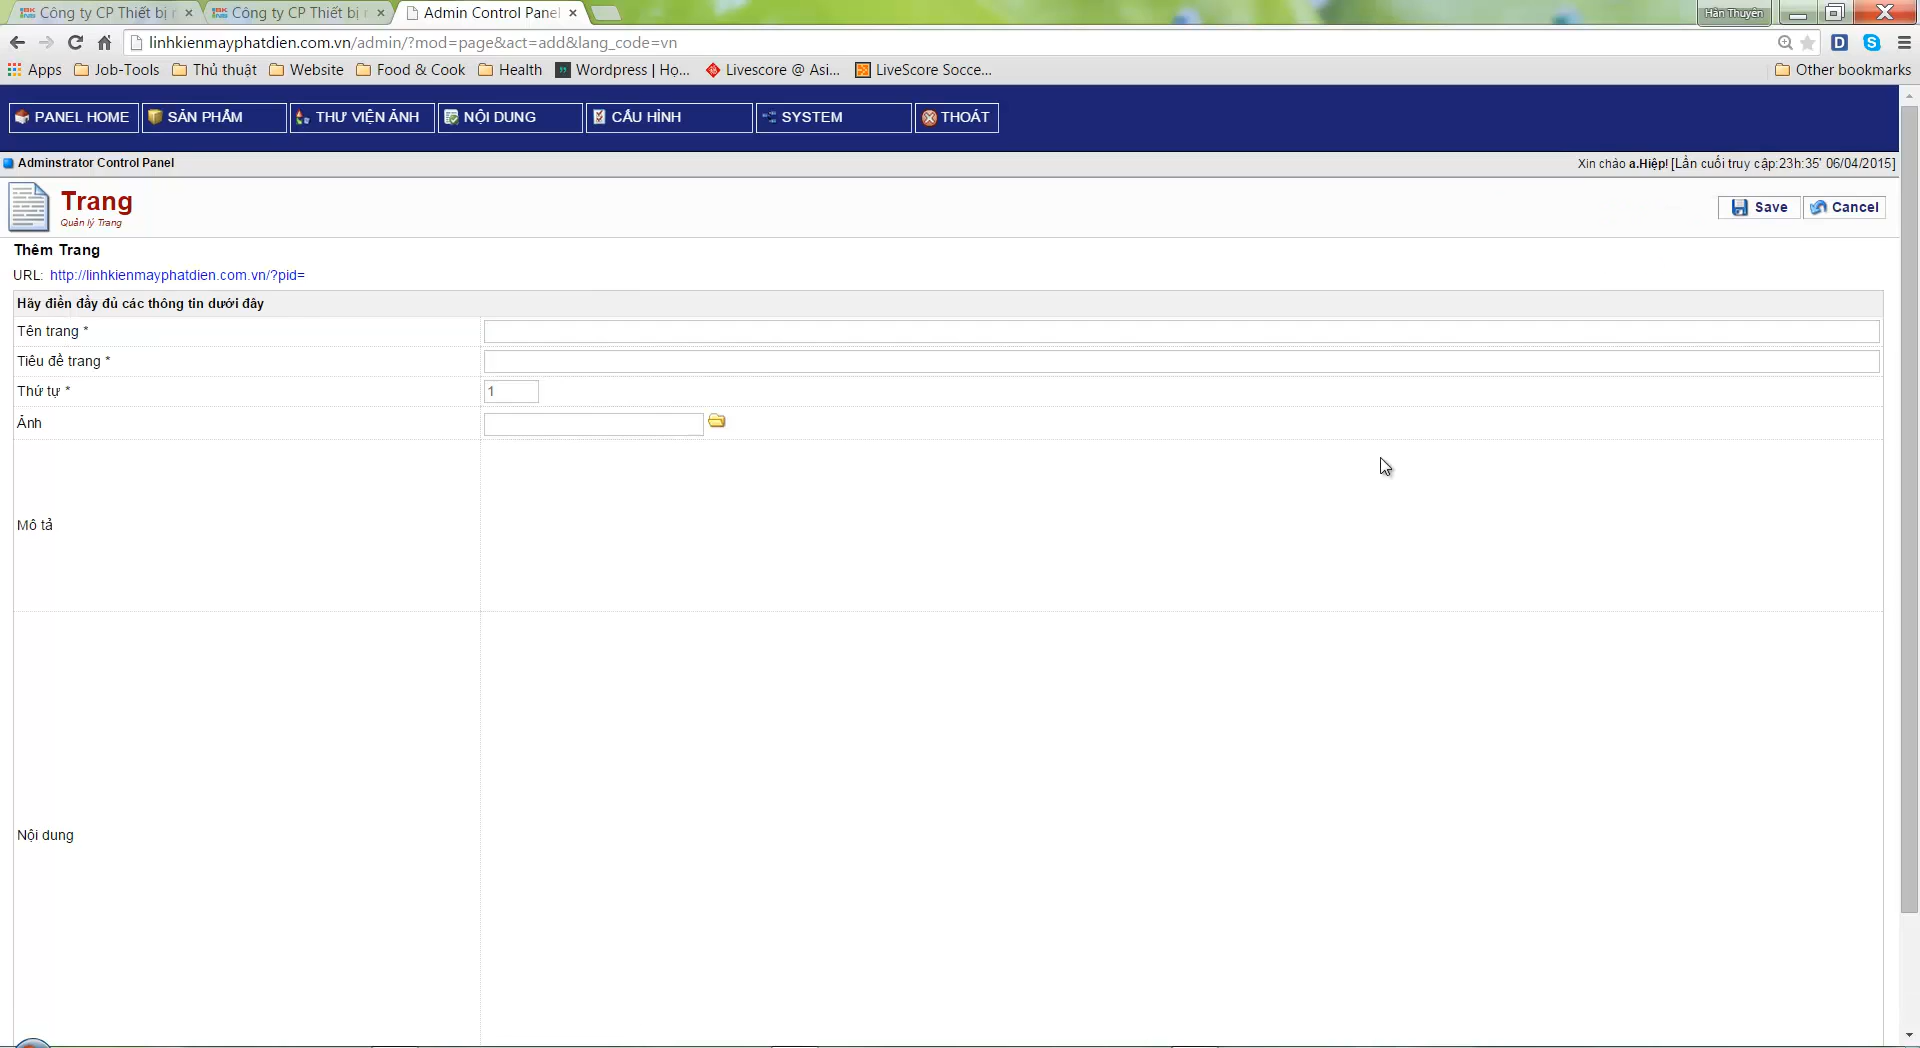 Công ty CP Thiết bị
Công ty CP Thiết bị
Admin Control Panel
Hàn Thuyên
linhkienmayphatdien.com.vn/admin/?mod=page&act=add&lang_code=vn
Apps
Job-Tools
Thủ thuật
Website
Food & Cook
Health
Wordpress | Họ...
Livescore @ Asi...
LiveScore Socce...
Other bookmarks
PANEL HOME
SẢN PHẨM
THƯ VIỆN ẢNH
NỘI DUNG
CẤU HÌNH
SYSTEM
THOÁT
Adminstrator Control Panel
Xin chào a.Hiệp! [Lần cuối truy cập:23h:35' 06/04/2015]
Trang
Quản lý Trang
Save
Cancel
Thêm Trang
URL: http://linhkienmayphatdien.com.vn/?pid=
Hãy điền đầy đủ các thông tin dưới đây
Tên trang *
Tiêu đề trang *
Thứ tự *
1
Ảnh
Mô tả
Nội dung